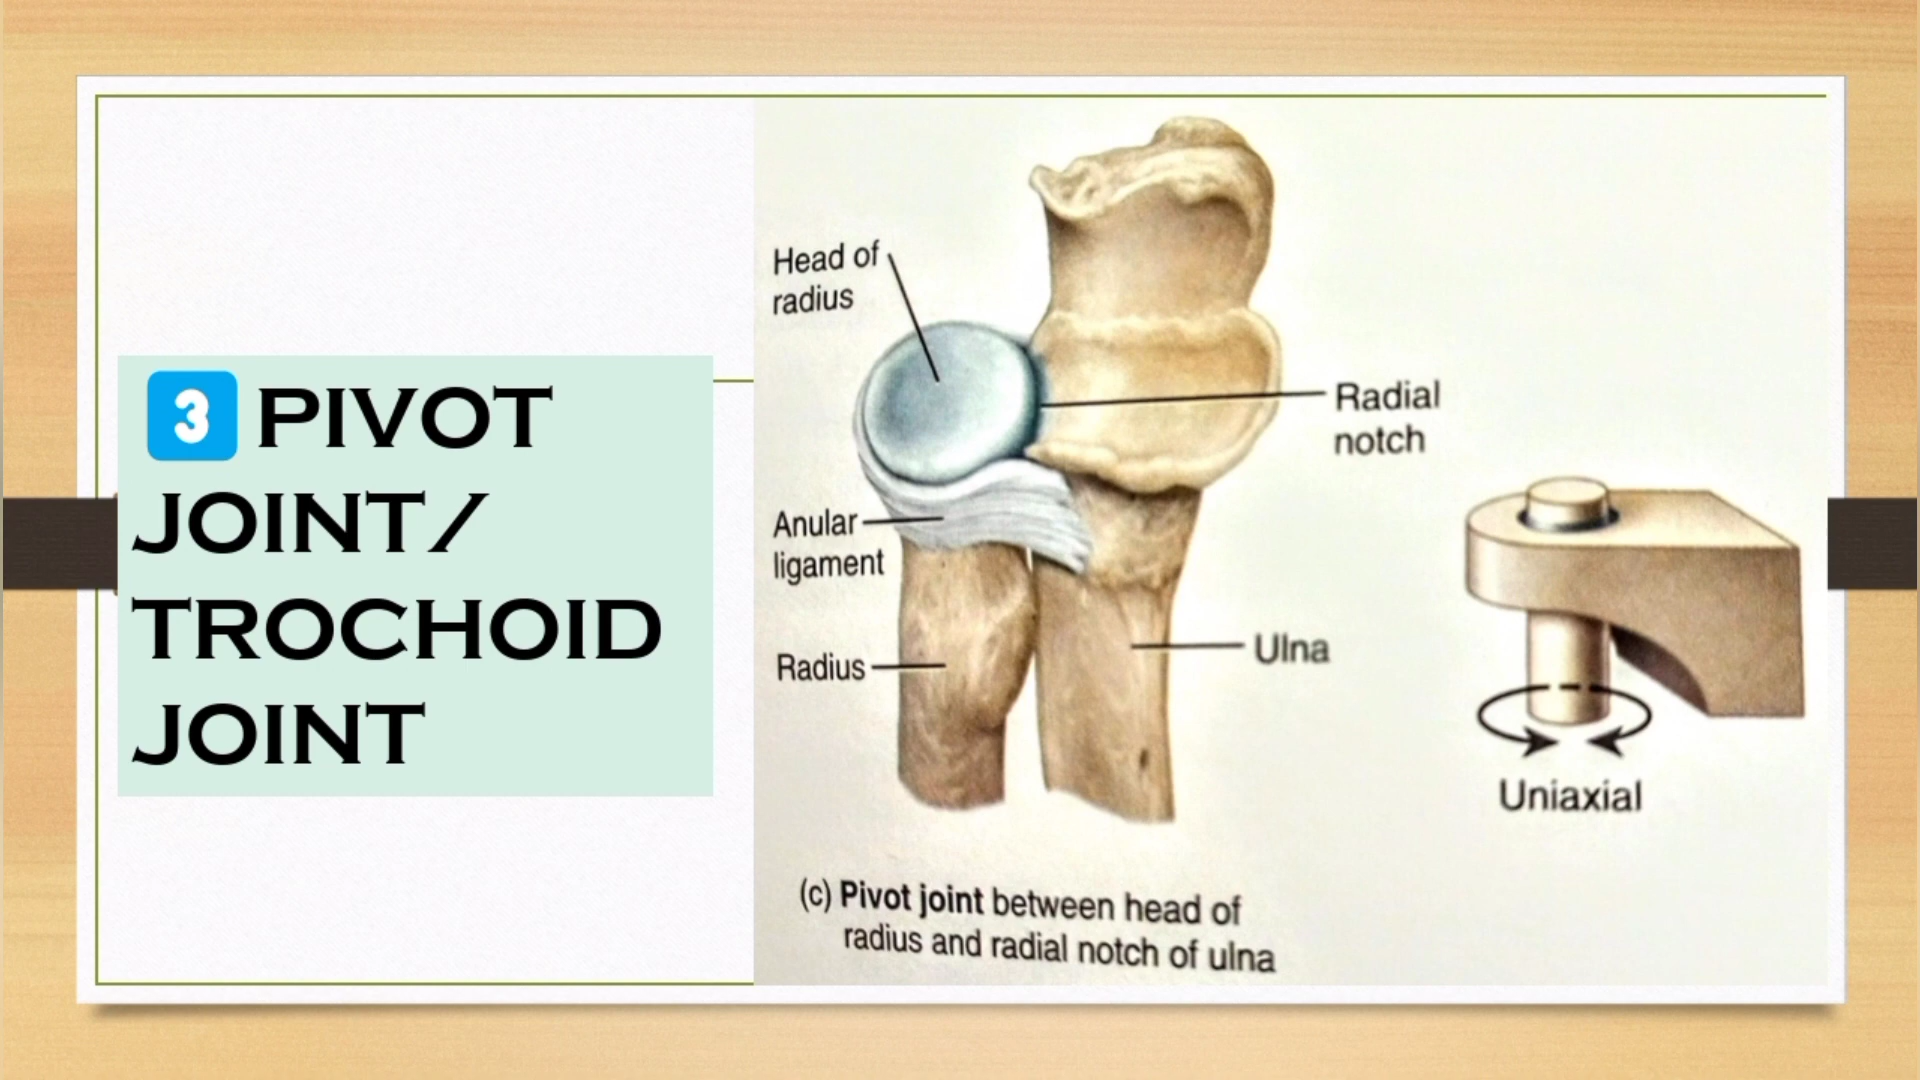 3 PIVOT
JOINT/
TROCHOID
JOINT
Head of
radius
Radial
notch
Anular
ligament
Radius
Ulna
Uniaxial
(c) Pivot joint between head of
radius and radial notch of ulna